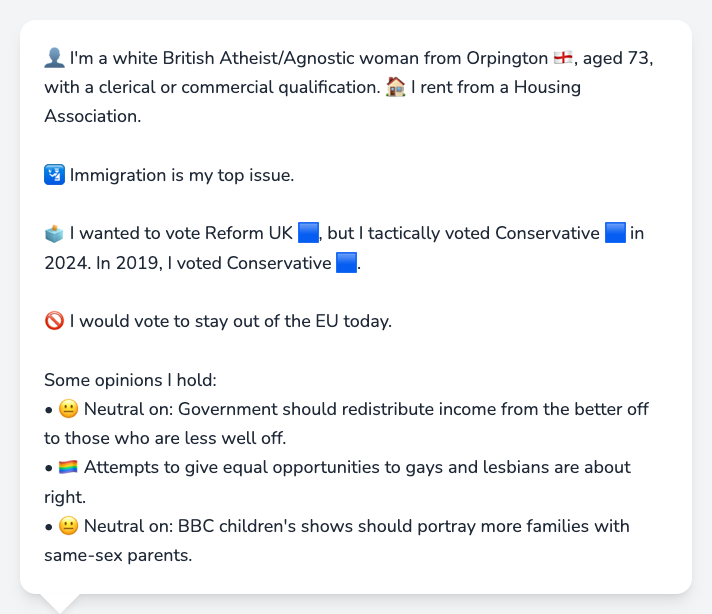 👤 I'm a white British Atheist/Agnostic woman from Orpington 🏴󠁧󠁢󠁥󠁮󠁧󠁿, aged 73,
with a clerical or commercial qualification. 🏠 I rent from a Housing
Association.
🛂 Immigration is my top issue.
🗳️ I wanted to vote Reform UK 🟦, but I tactically voted Conservative 🟦 in
2024. In 2019, I voted Conservative 🟦.
🚫 I would vote to stay out of the EU today.
Some opinions I hold:
• 😐 Neutral on: Government should redistribute income from the better off
to those who are less well off.
• 🏳️‍🌈 Attempts to give equal opportunities to gays and lesbians are about
right.
• 😐 Neutral on: BBC children's shows should portray more families with
same-sex parents.